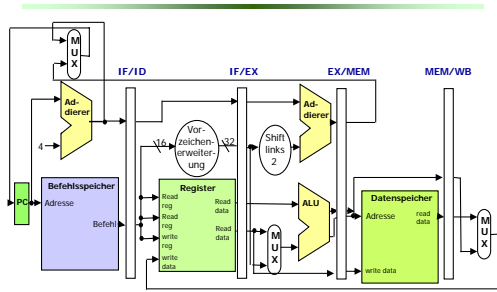 M
U
X
IF/ID
IF/EX
EX/MEM
MEM/WB
Ad-
dierer
4
16
Vor-
zeichen-
erweiter-
ung
32
Shift
links
2
Ad-
dierer
PC
Befehlsspeicher
Adresse
Befehl
Register
Read
reg
Read
reg
write
reg
write
data
Read
data
Read
data
M
U
X
ALU
Datenspeicher
Adresse
read
data
write data
M
U
X